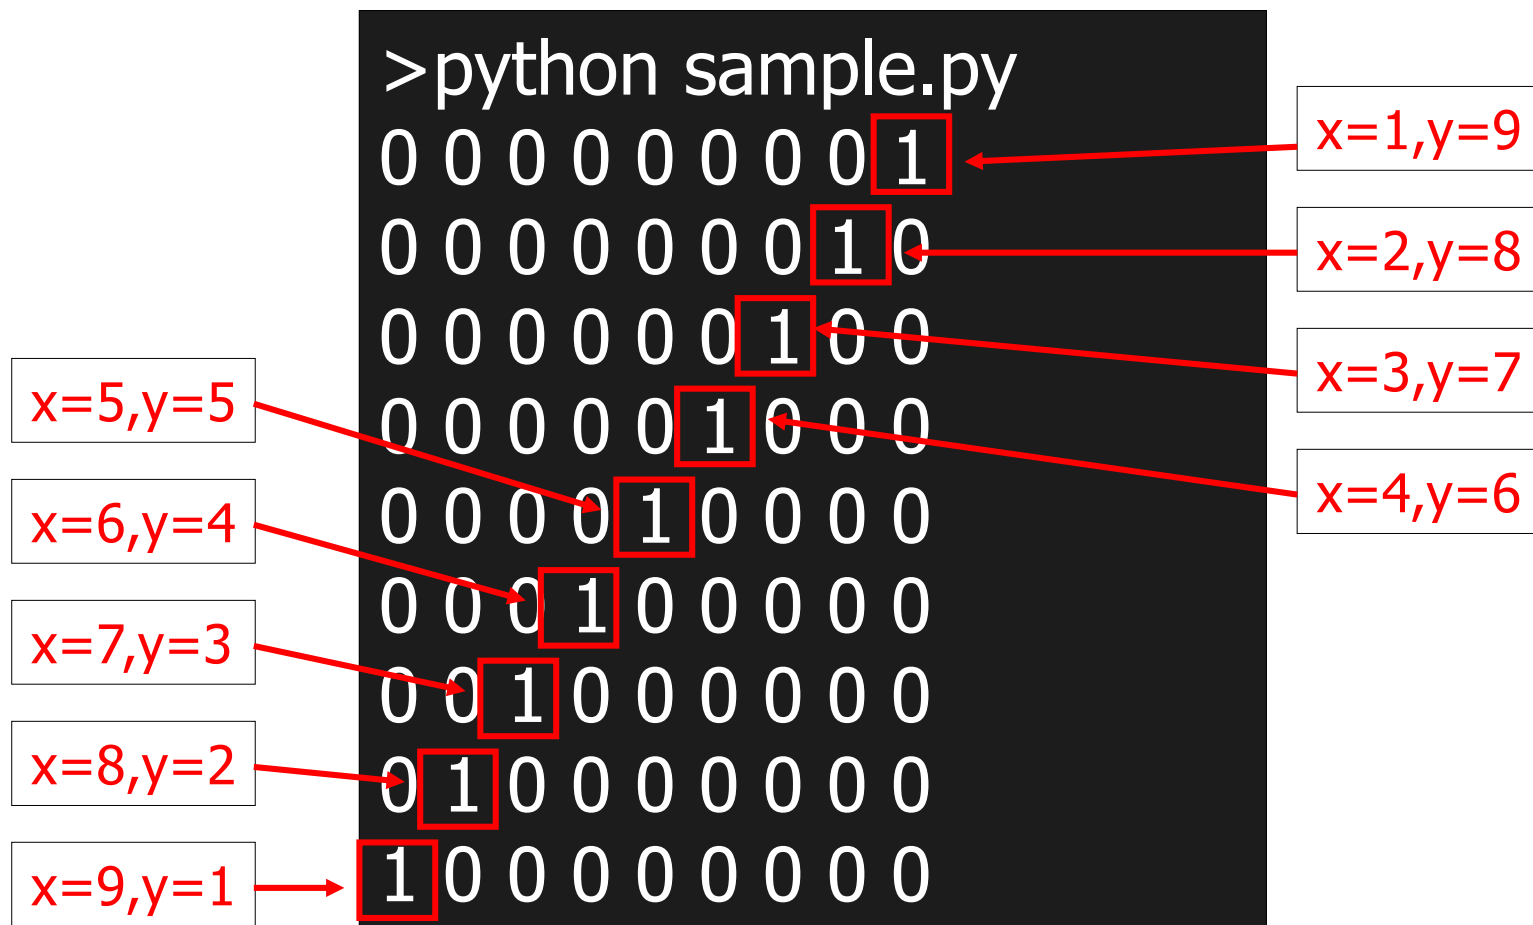 >python sample.py
0 0 0 0 0 0 0 0 1
0 0 0 0 0 0 0 1 0
0 0 0 0 0 0 1 0 0
0 0 0 0 0 1 0 0 0
0 0 0 0 1 0 0 0 0
0 0 0 1 0 0 0 0 0
0 0 1 0 0 0 0 0 0
0 1 0 0 0 0 0 0 0
1 0 0 0 0 0 0 0 0
x=1,y=9
x=2,y=8
x=3,y=7
x=4,y=6
x=5,y=5
x=6,y=4
x=7,y=3
x=8,y=2
x=9,y=1